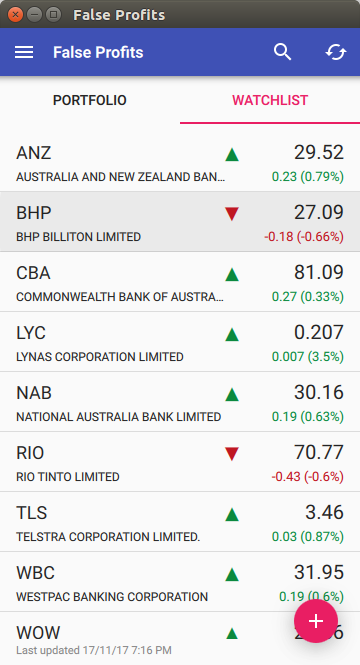 False Profits
False Profits
PORTFOLIO WATCHLIST
ANZ 29.52
AUSTRALIA AND NEW ZEALAND BAN... 0.23 (0.79%)
BHP 27.09
BHP BILLITON LIMITED -0.18 (-0.66%)
CBA 81.09
COMMONWEALTH BANK OF AUSTRA... 0.27 (0.33%)
LYC 0.207
LYNAS CORPORATION LIMITED 0.007 (3.5%)
NAB 30.16
NATIONAL AUSTRALIA BANK LIMITED 0.19 (0.63%)
RIO 70.77
RIO TINTO LIMITED -0.43 (-0.6%)
TLS 3.46
TELSTRA CORPORATION LIMITED. 0.03 (0.87%)
WBC 31.95
WESTPAC BANKING CORPORATION 0.19 (0.6%)
WOW
Last updated 17/11/17 7:16 PM